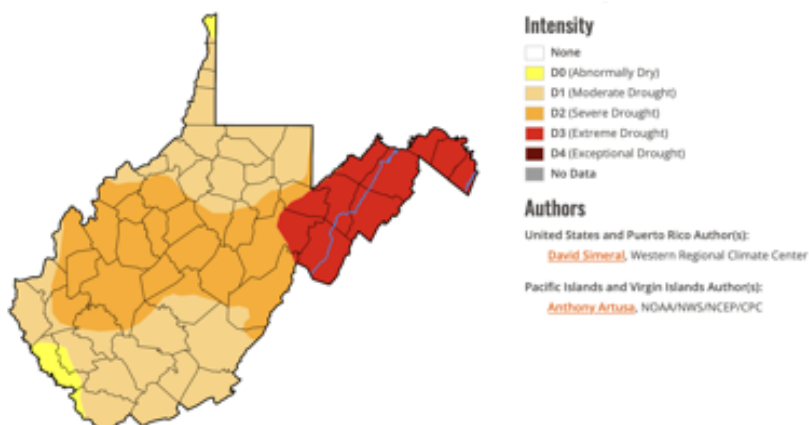 Intensity
None
D0 (Abnormally Dry)
D1 (Moderate Drought)
D2 (Severe Drought)
D3 (Extreme Drought)
D4 (Exceptional Drought)
No Data
Authors
United States and Puerto Rico Author(s):
David Simeral, Western Regional Climate Center
Pacific Islands and Virgin Islands Author(s):
Anthony Artusa, NOAA/NWS/NCEP/CPC